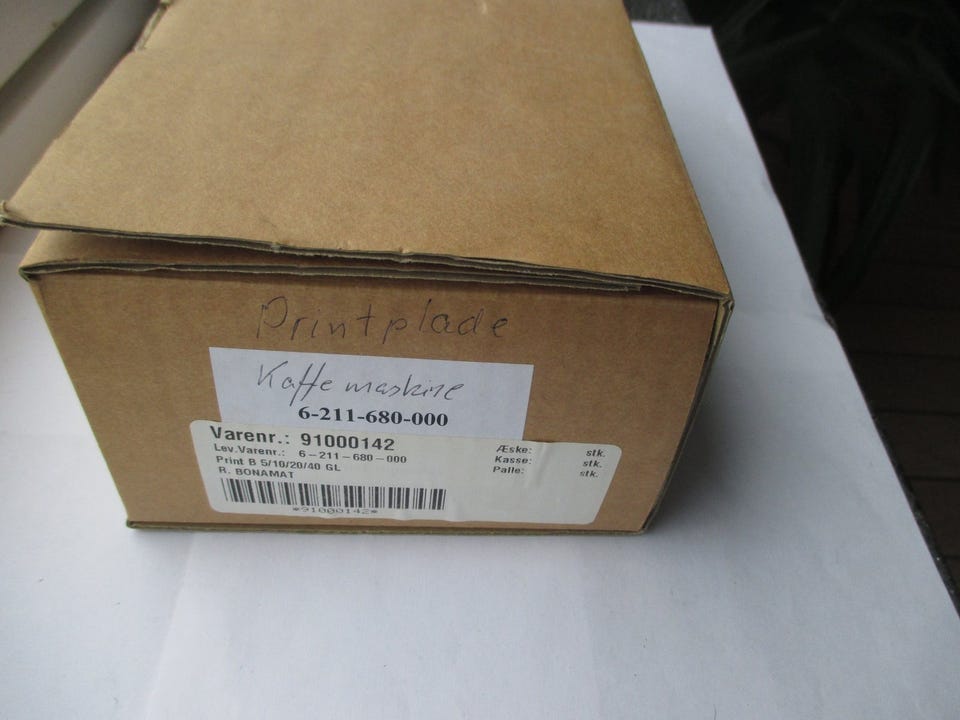 Printplade
Kaffe maskine
6-211-680-000
Varenr.: 91000142
Lev.Varenr.: 6-211-680-000
Print B 5/10/20/40 GL
R. BONAMAT
*91000142*
Æske: stk.
Kasse: stk.
Palle: stk.